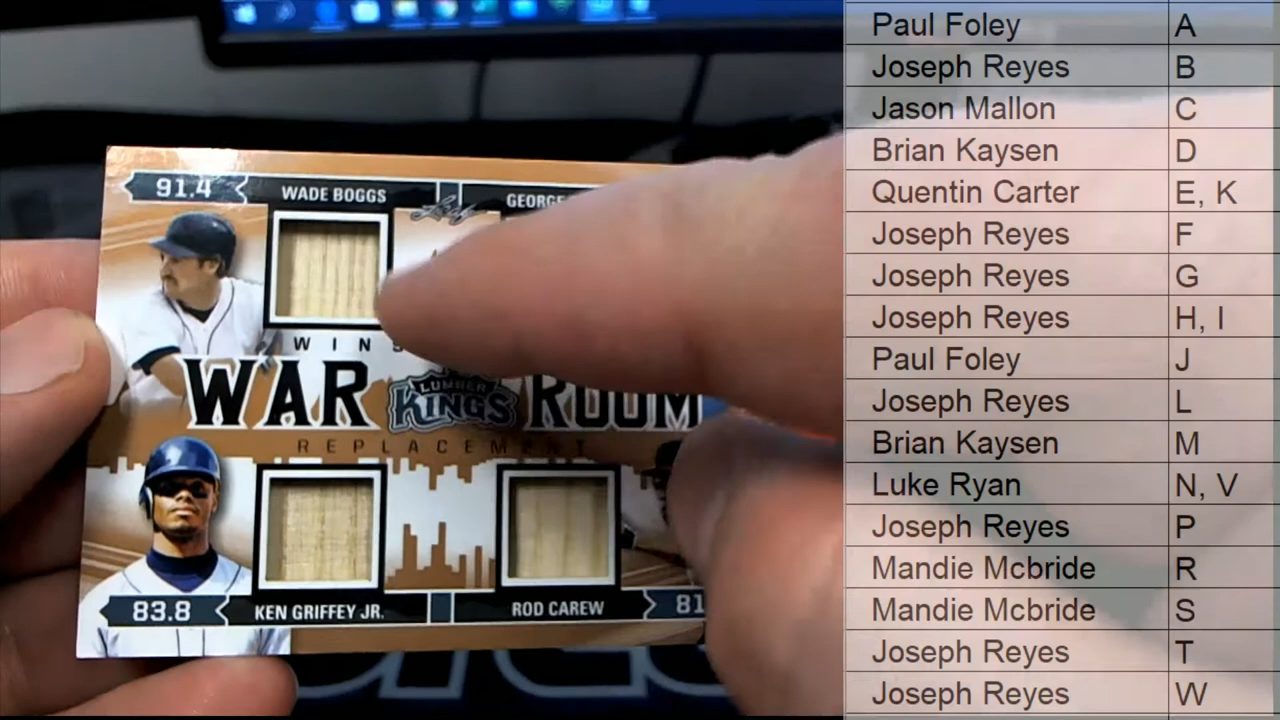 91.4 WADE BOGGS GEORGE
Leaf
WINS
WAR ROOM
LUMBER
KINGS
REPLACEMENT
83.8 KEN GRIFFEY JR. ROD CAREW 81
Paul Foley A
Joseph Reyes B
Jason Mallon C
Brian Kaysen D
Quentin Carter E, K
Joseph Reyes F
Joseph Reyes G
Joseph Reyes H, I
Paul Foley J
Joseph Reyes L
Brian Kaysen M
Luke Ryan N, V
Joseph Reyes P
Mandie Mcbride R
Mandie Mcbride S
Joseph Reyes T
Joseph Reyes W